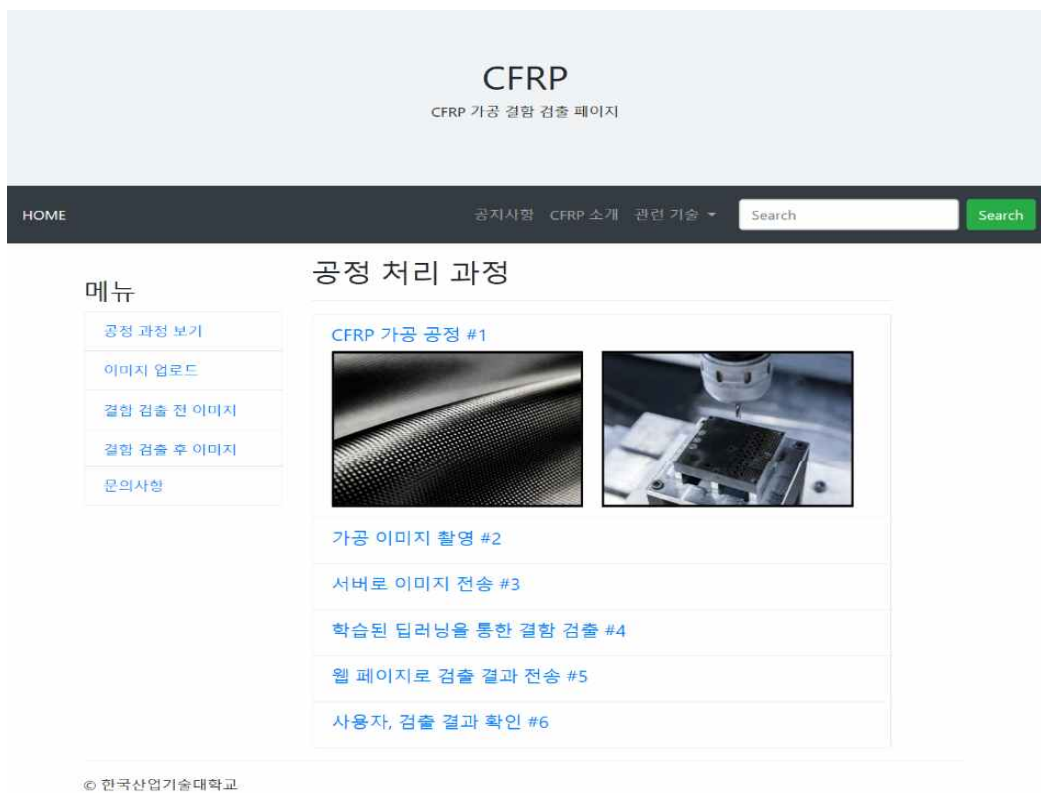 CFRP
CFRP 가공 결함 검출 페이지
HOME
공지사항 CFRP 소개 관련 기술
Search
Search
메뉴
공정 과정 보기
이미지 업로드
결함 검출 전 이미지
결함 검출 후 이미지
문의사항
공정 처리 과정
CFRP 가공 공정 #1
가공 이미지 촬영 #2
서버로 이미지 전송 #3
학습된 딥러닝을 통한 결함 검출 #4
웹 페이지로 검출 결과 전송 #5
사용자, 검출 결과 확인 #6
© 한국산업기술대학교